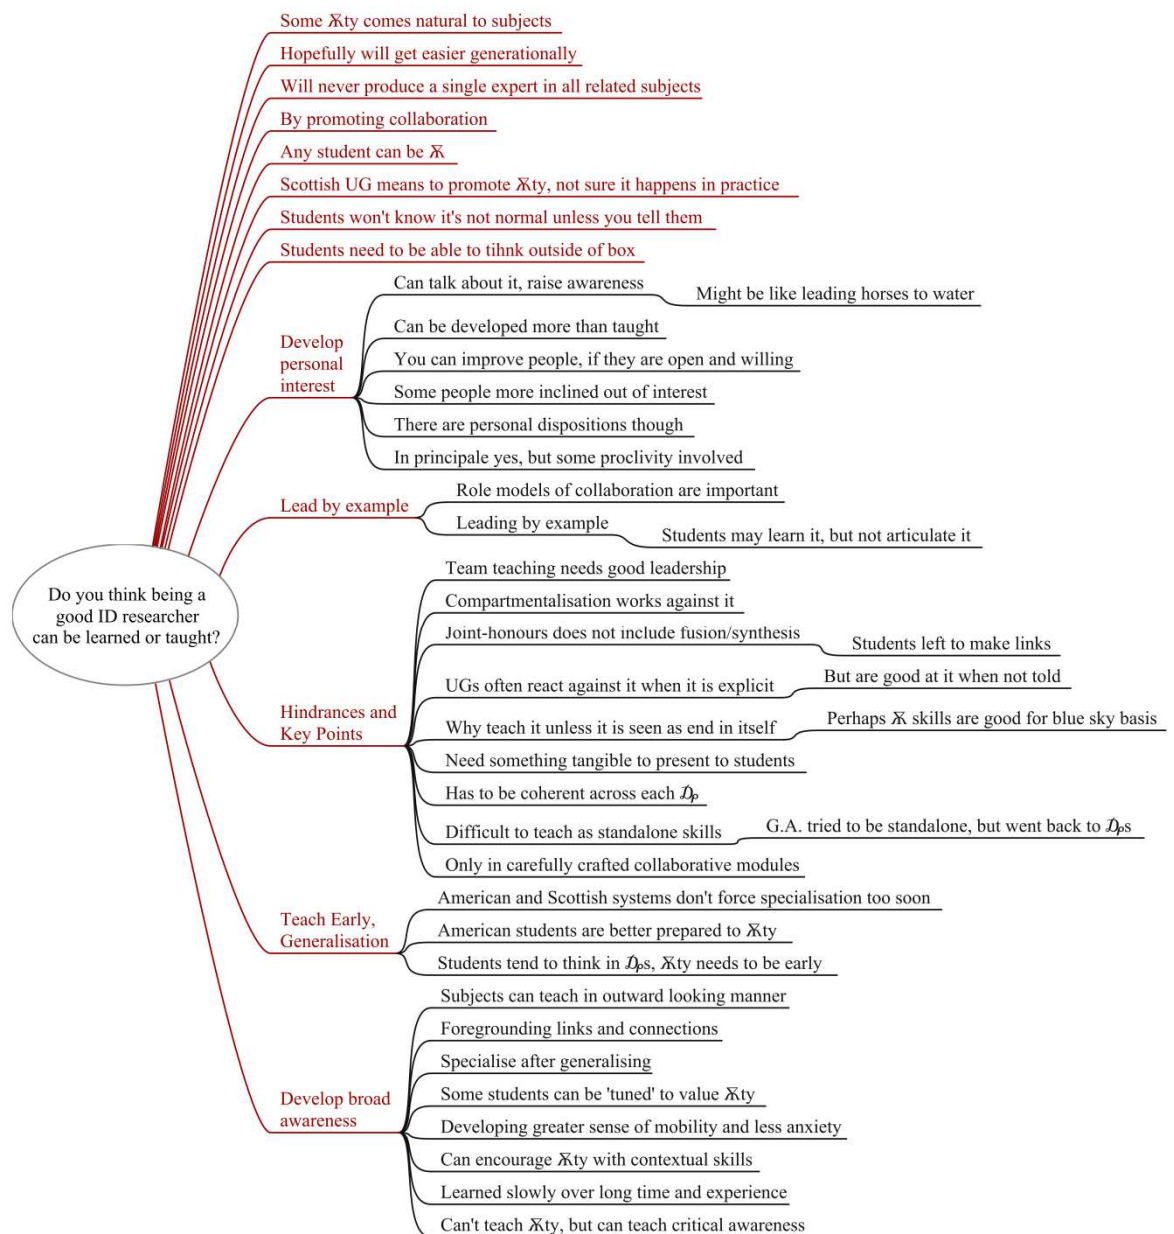 Some Ѫty comes natural to subjects
Hopefully will get easier generationally
Will never produce a single expert in all related subjects
By promoting collaboration
Any student can be Ѫ
Scottish UG means to promote Ѫty, not sure it happens in practice
Students won't know it's not normal unless you tell them
Students need to be able to tihnk outside of box
Develop
personal
interest
Can talk about it, raise awareness
Might be like leading horses to water
Can be developed more than taught
You can improve people, if they are open and willing
Some people more inclined out of interest
There are personal dispositions though
In principale yes, but some proclivity involved
Lead by example
Role models of collaboration are important
Leading by example
Students may learn it, but not articulate it
Do you think being a
good ID researcher
can be learned or taught?
Hindrances and
Key Points
Team teaching needs good leadership
Compartmentalisation works against it
Joint-honours does not include fusion/synthesis
Students left to make links
UGs often react against it when it is explicit
But are good at it when not told
Why teach it unless it is seen as end in itself
Perhaps Ѫ skills are good for blue sky basis
Need something tangible to present to students
Has to be coherent across each 𝒟ρ
Difficult to teach as standalone skills
G.A. tried to be standalone, but went back to 𝒟ρs
Only in carefully crafted collaborative modules
Teach Early,
Generalisation
American and Scottish systems don't force specialisation too soon
American students are better prepared to Ѫty
Students tend to think in 𝒟ρs, Ѫty needs to be early
Develop broad
awareness
Subjects can teach in outward looking manner
Foregrounding links and connections
Specialise after generalising
Some students can be 'tuned' to value Ѫty
Developing greater sense of mobility and less anxiety
Can encourage Ѫty with contextual skills
Learned slowly over long time and experience
Can't teach Ѫty, but can teach critical awareness